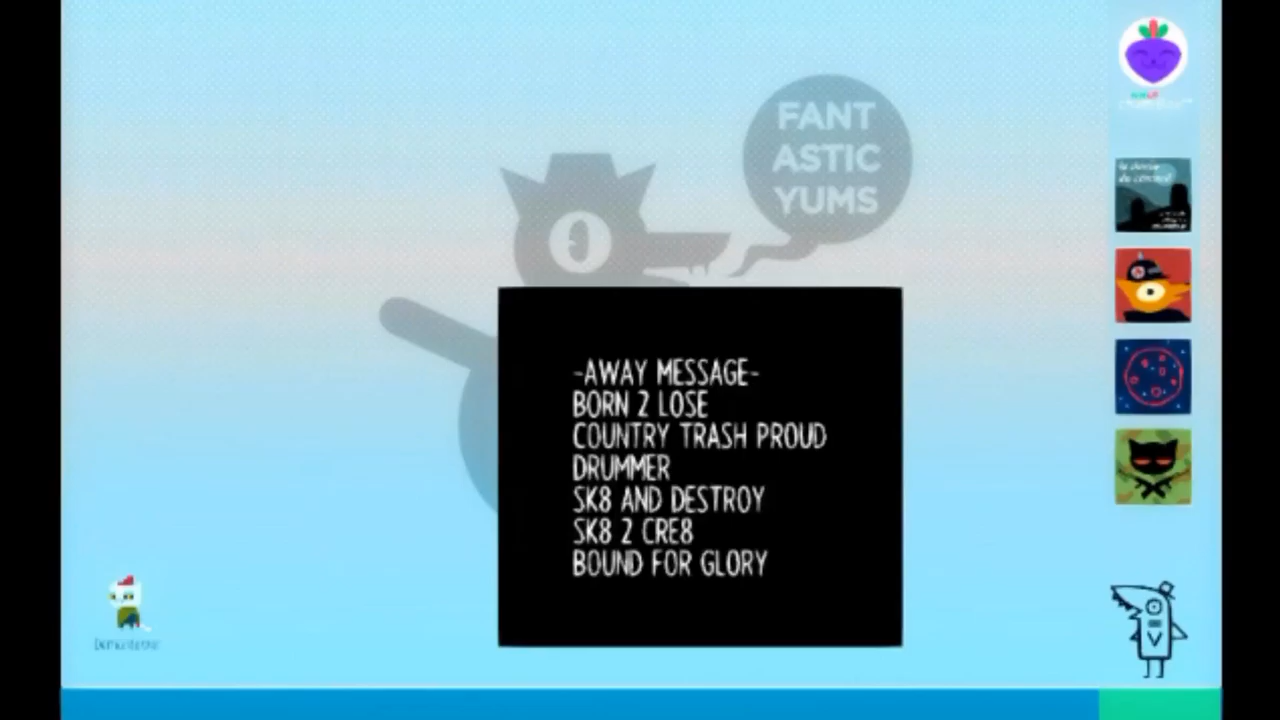 FANT
ASTIC
YUMS
-AWAY MESSAGE-
BORN 2 LOSE
COUNTRY TRASH PROUD
DRUMMER
SK8 AND DESTROY
SK8 2 CRE8
BOUND FOR GLORY